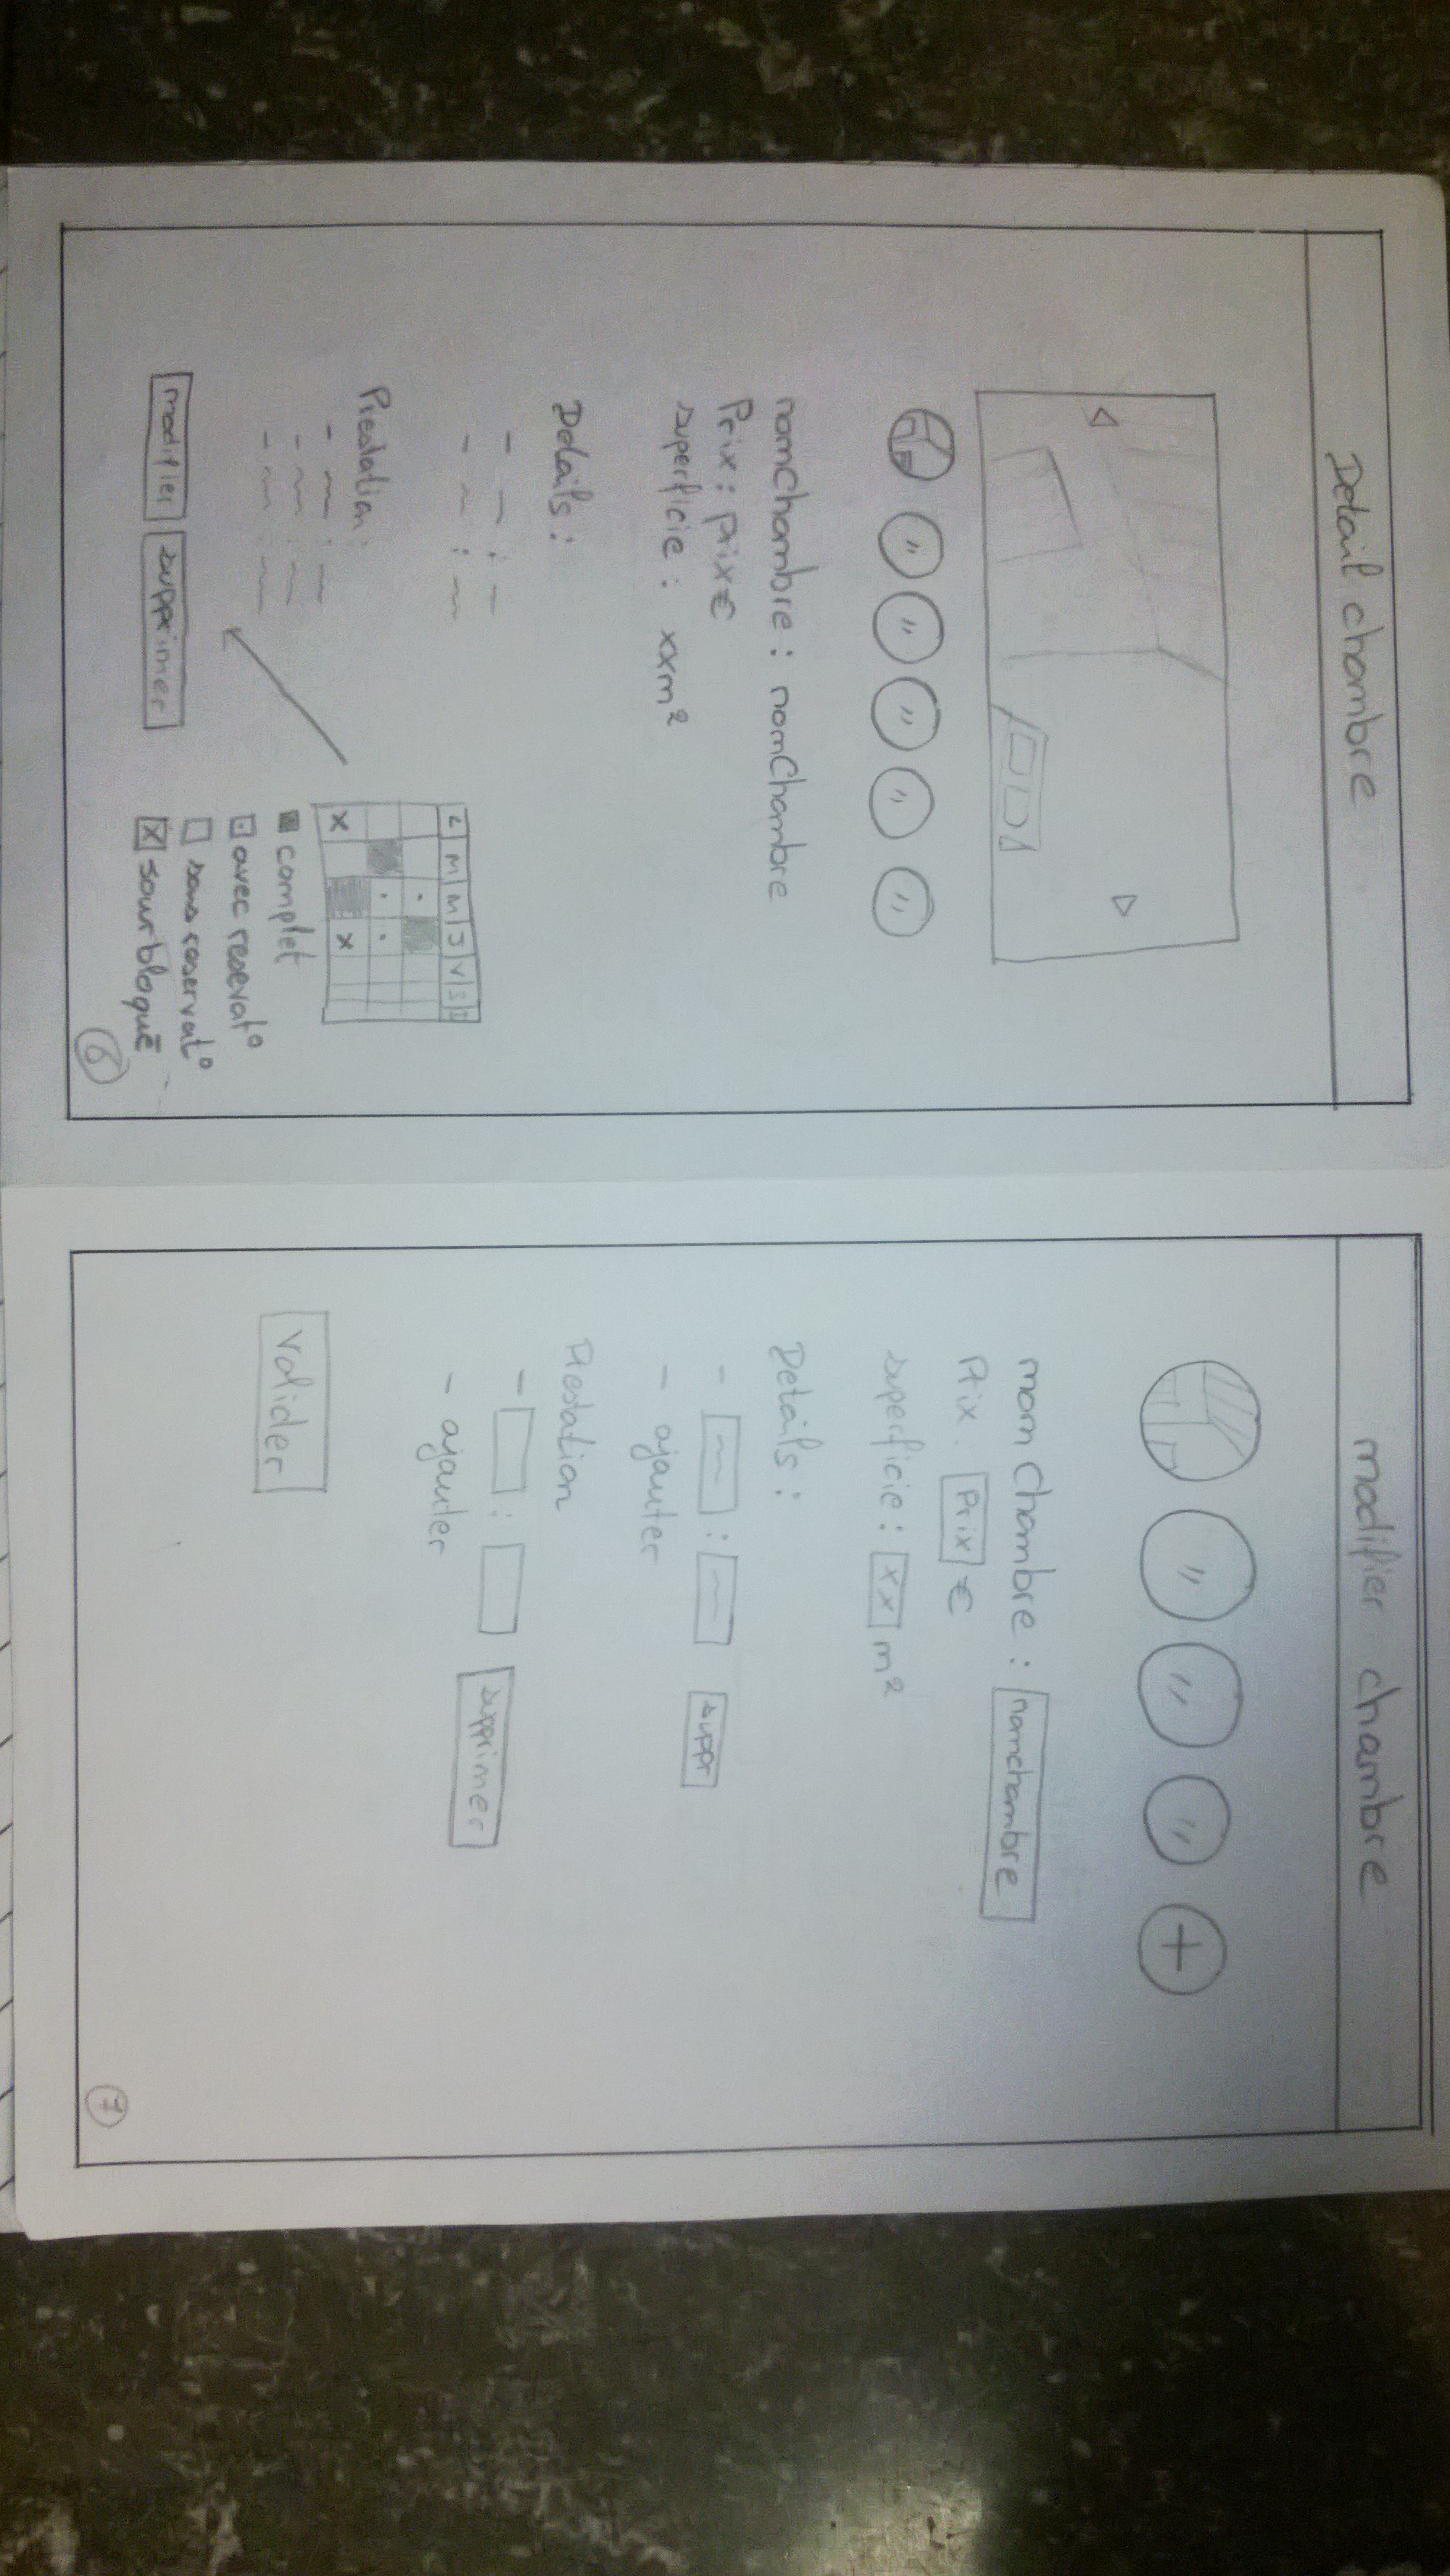 Detail chambre
"
"
"
"
"
nomChambre : nomChambre
Prix : prix €
superficie : xxm²
Details :
- ~ : ~
- ~ : ~
Prestation :
- ~ : ~
- ~ : ~
- ~ : ~
modifier supprimer
L M M J V S D
. 
. .
X X
complet
avec reservat°
sans reservat°
X jour bloqué
6
modifier chambre
"
"
"
+
nom Chambre : nomchambre
Prix : Prix €
superficie : xx m²
Details :
- ~ : ~ suppr
- ajouter
Prestation
- : supprimer
- ajouter
Valider
7